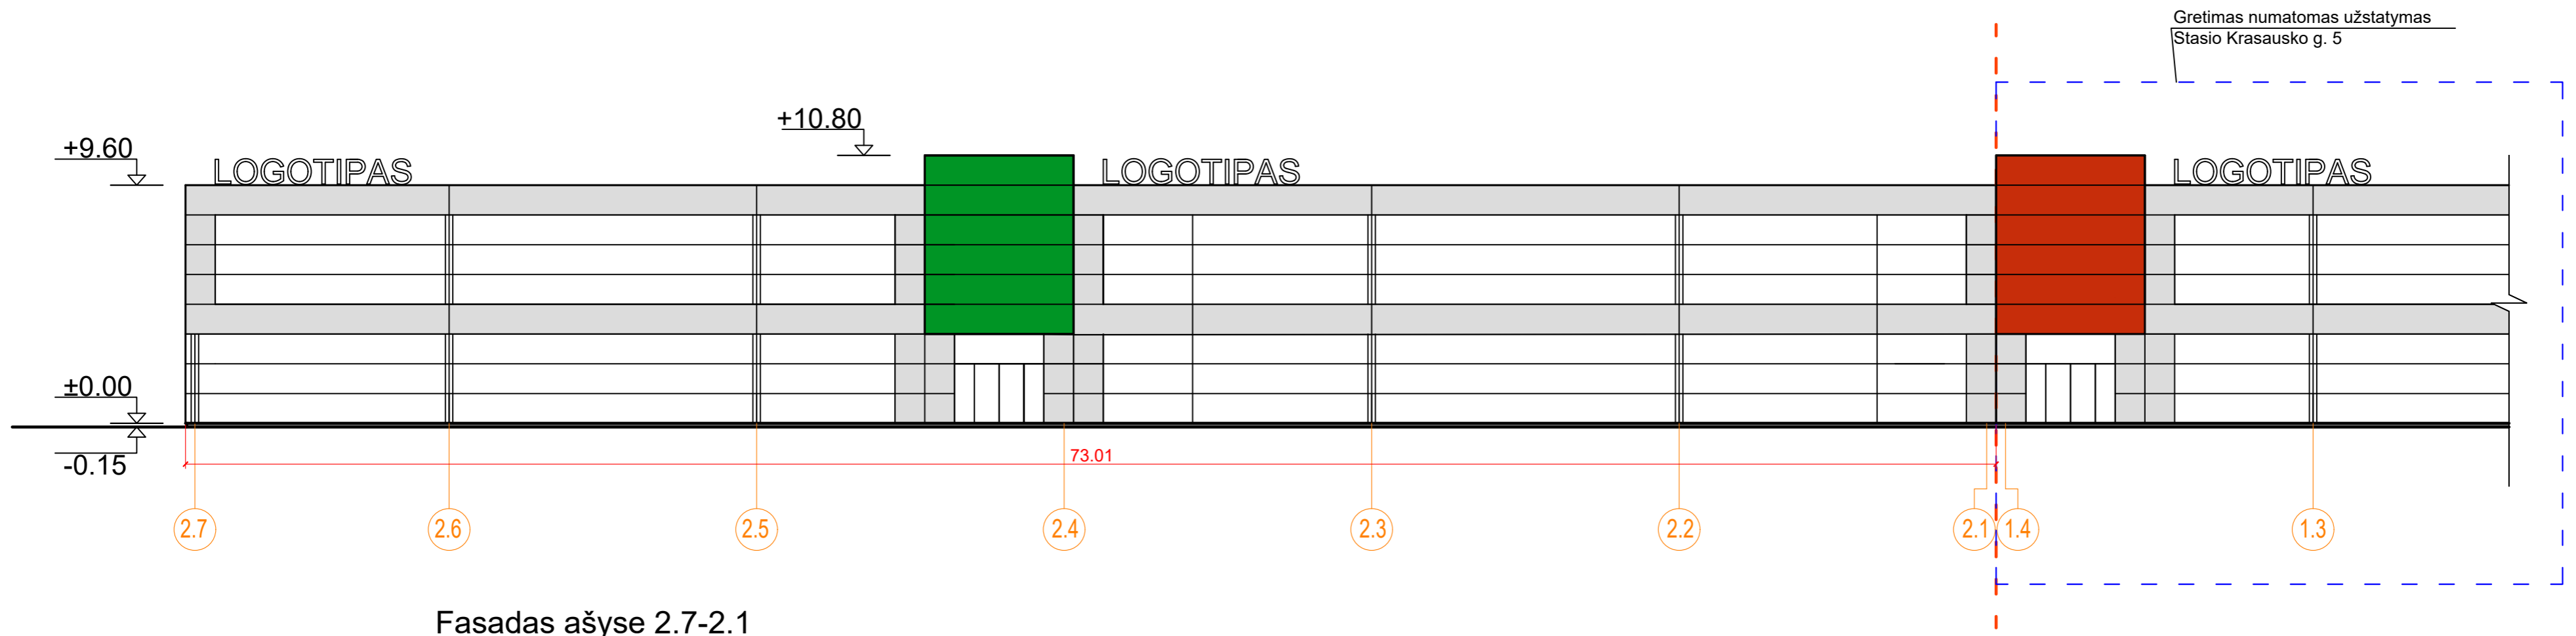 Gretimas numatomas užstatymas
Stasio Krasausko g. 5
+10.80
+9.60
LOGOTIPAS
LOGOTIPAS
LOGOTIPAS
±0.00
-0.15
73.01
2.7
2.6
2.5
2.4
2.3
2.2
2.1
1.4
1.3
Fasadas ašyse 2.7-2.1